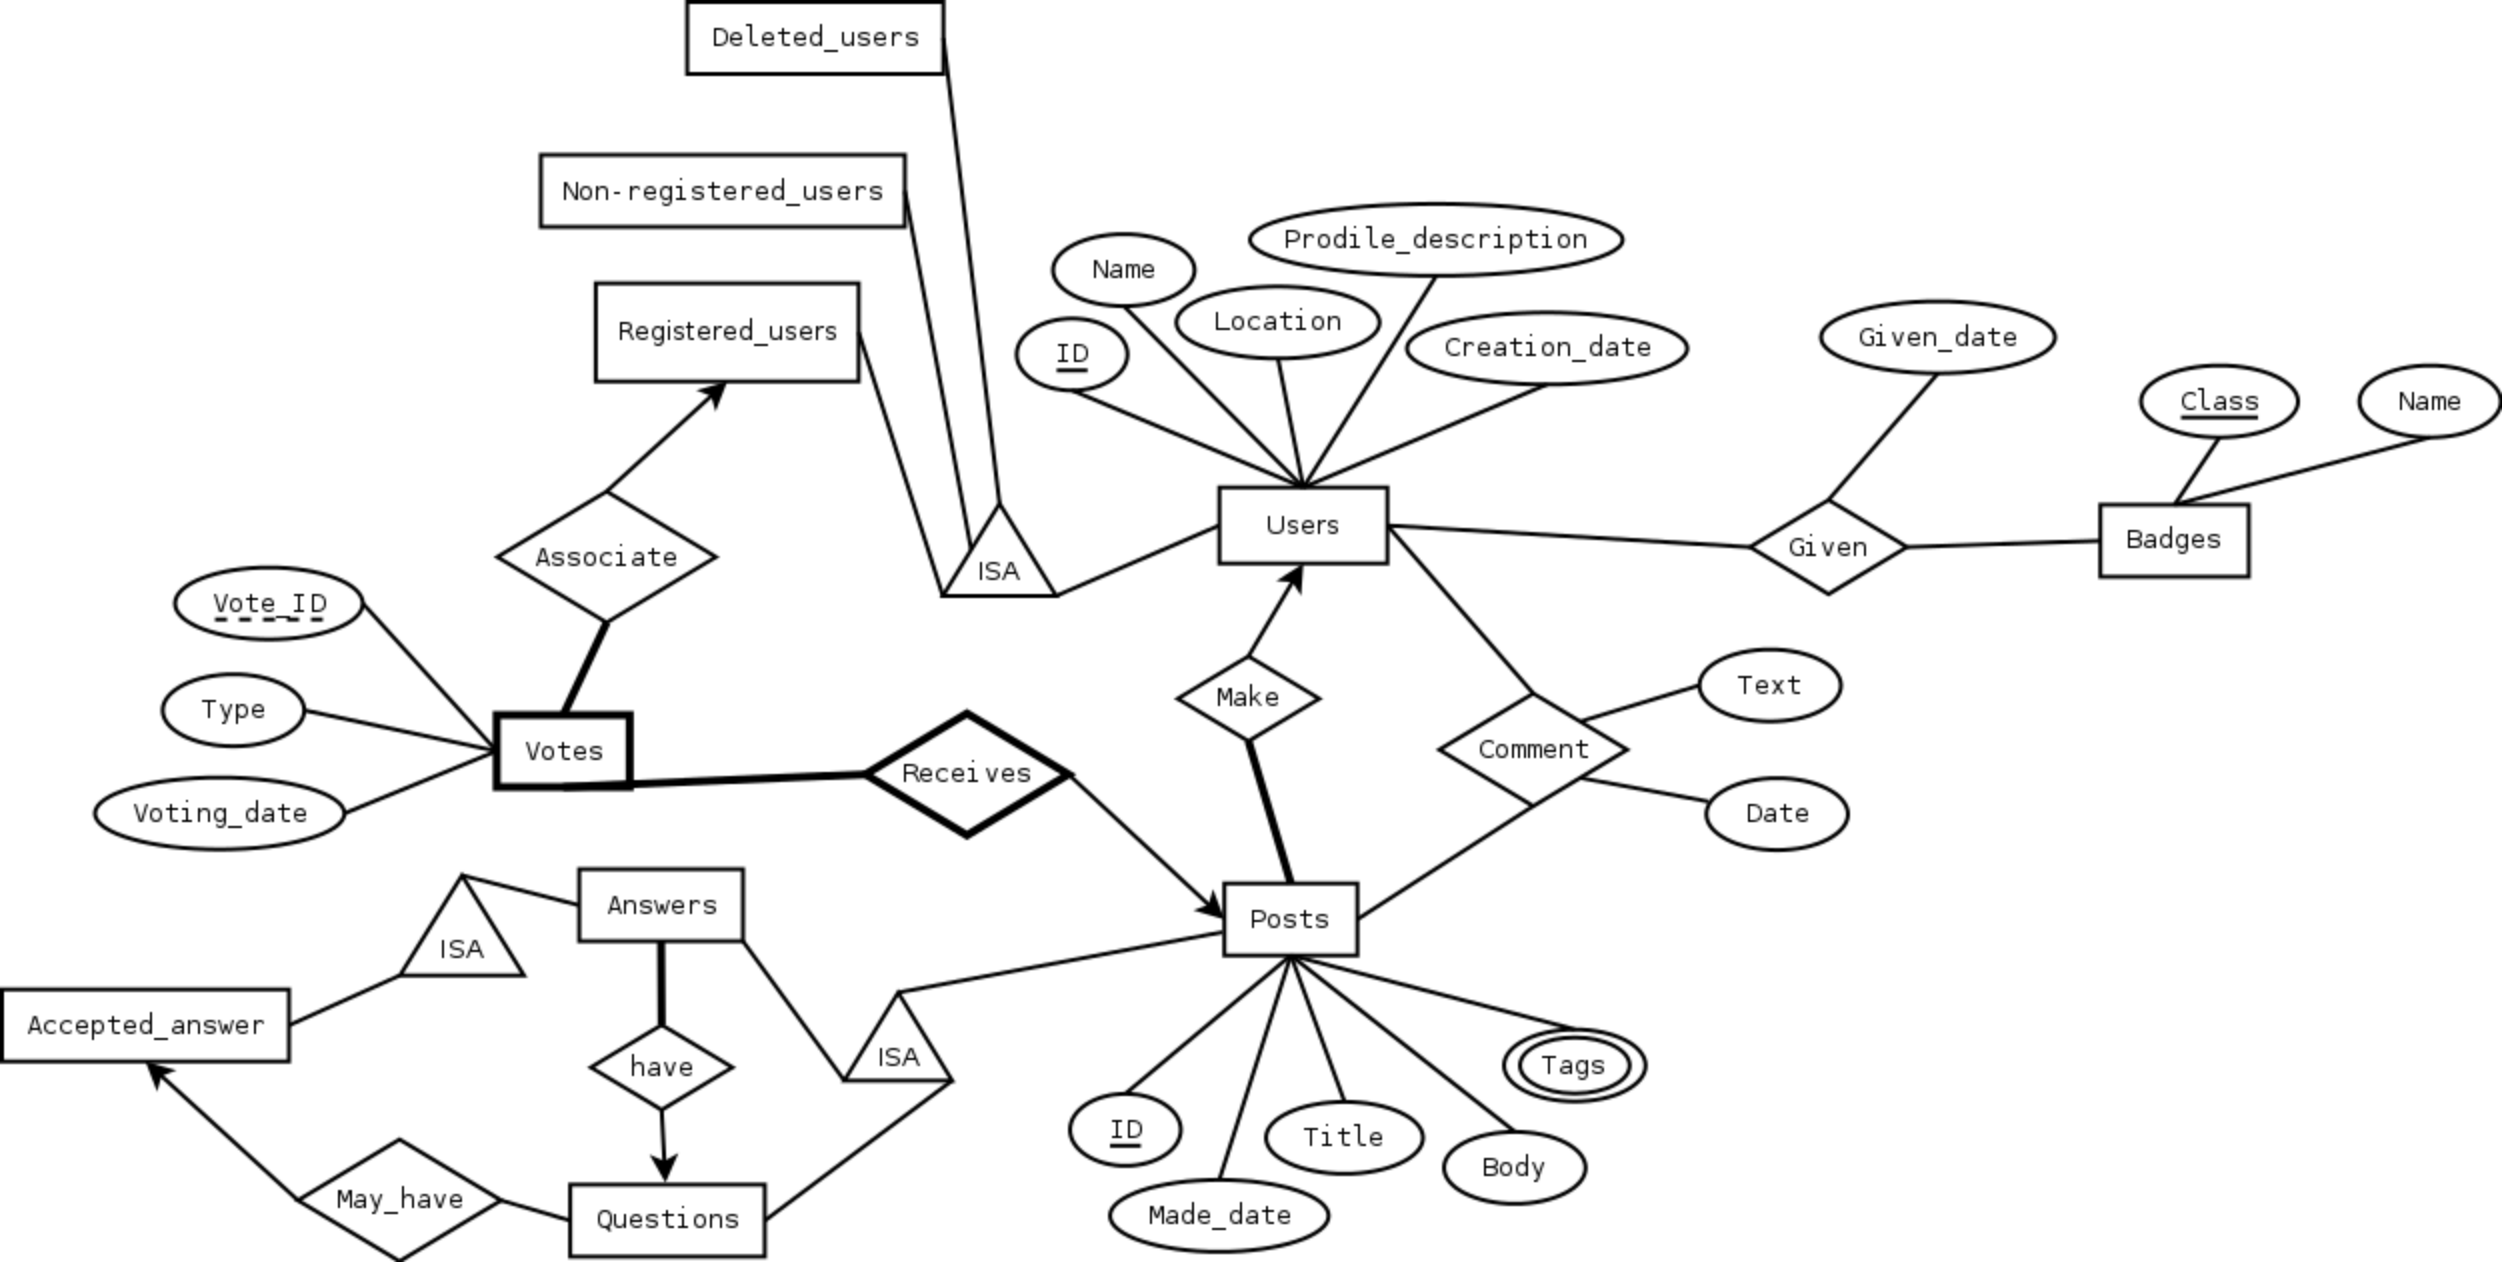 Deleted_users
Non-registered_users
Prodile_description
Name
Location
Registered_users
Given_date
Creation_date
ID
Class
Name
Users
Badges
Given
Associate
ISA
Vote_ID
Text
Make
Type
Comment
Votes
Receives
Voting_date
Date
Answers
Posts
ISA
Accepted_answer
ISA
have
Tags
ID
Title
Body
May_have
Made_date
Questions